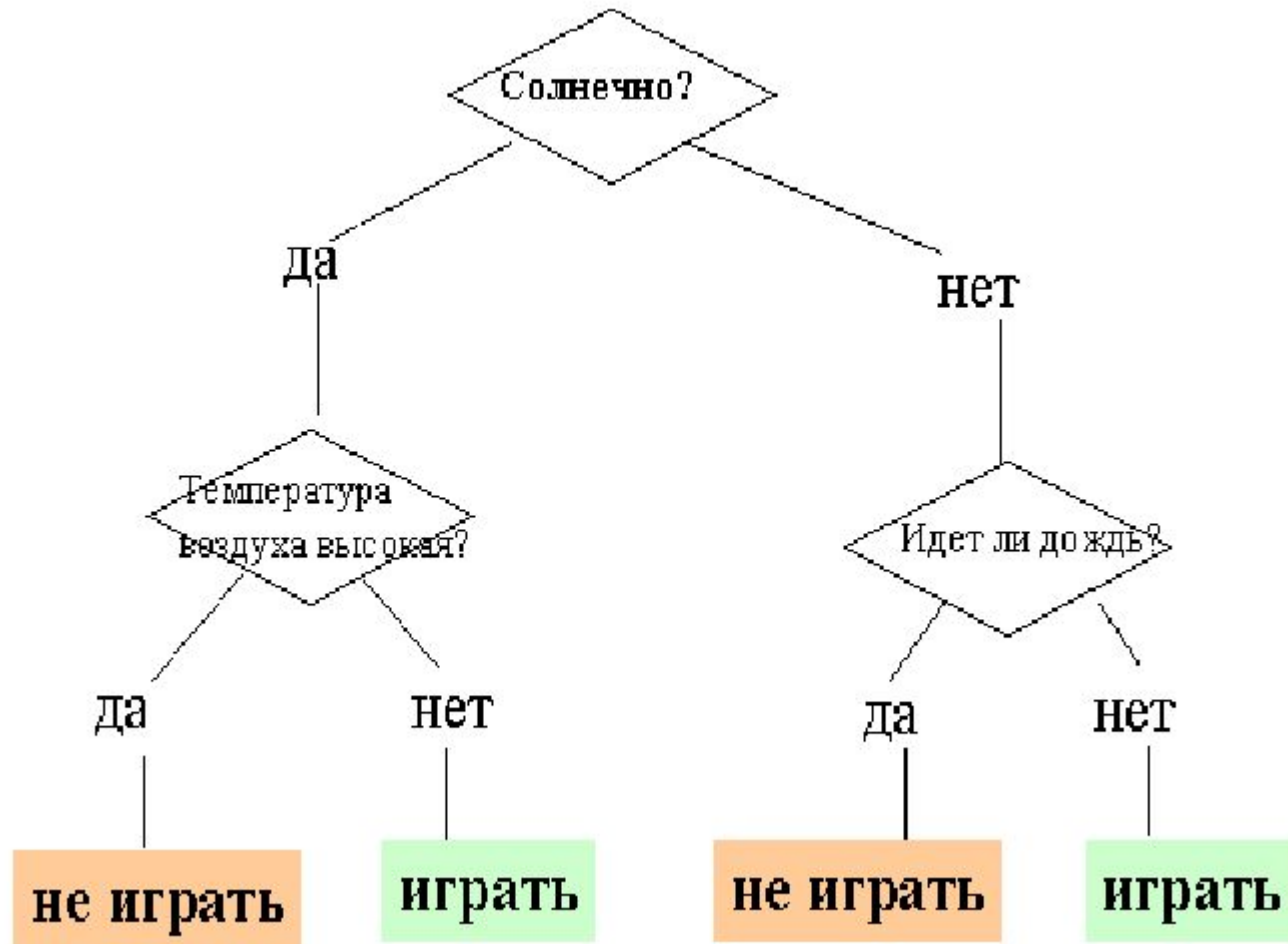 Солнечно?
да
нет
Температура
воздуха высокая?
Идет ли дождь?
да
нет
да
нет
не играть
играть
не играть
играть